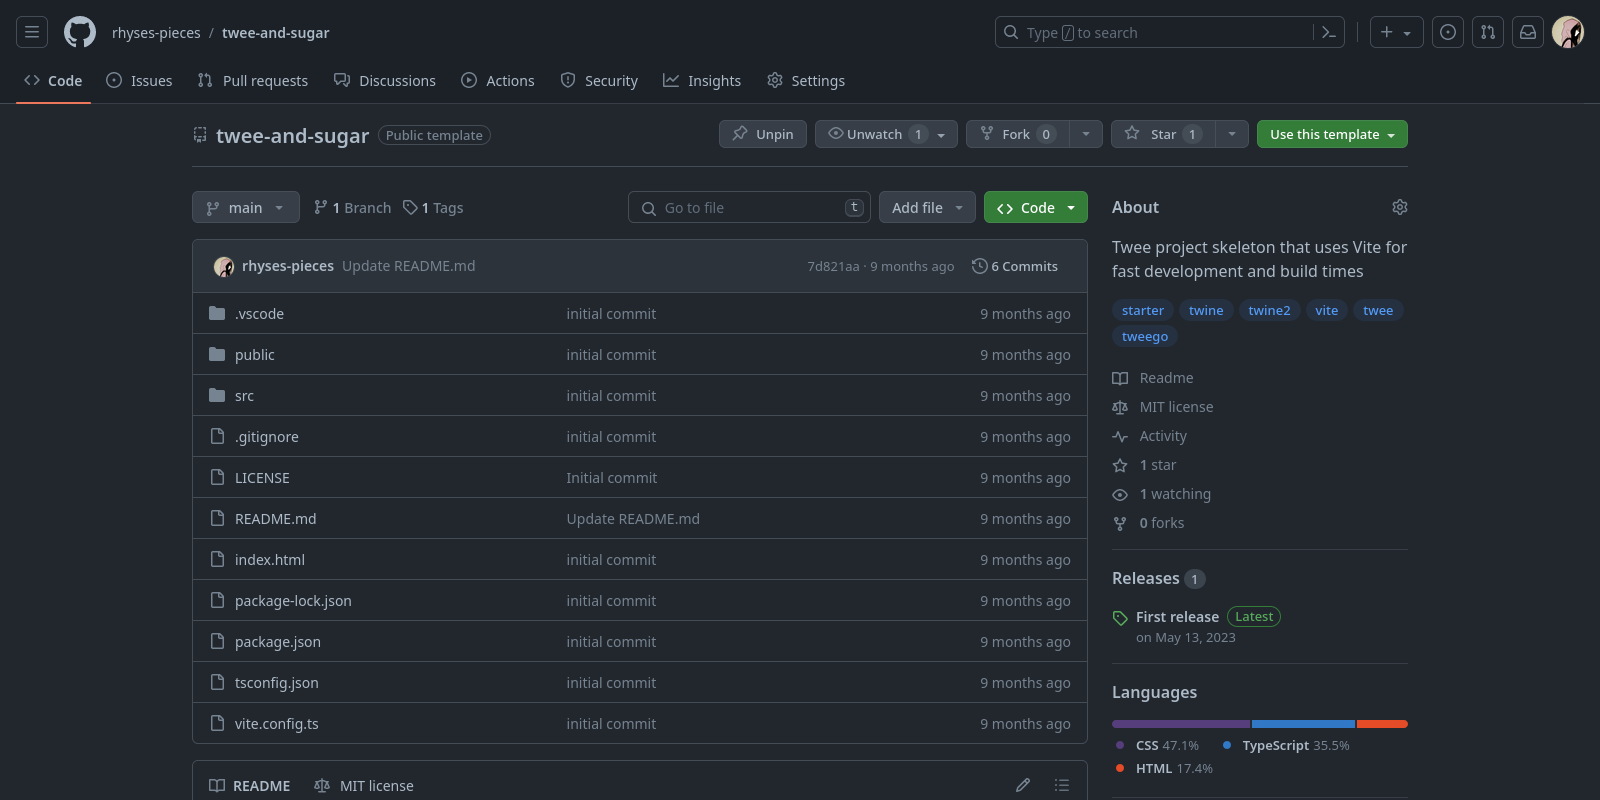 rhyses-pieces / twee-and-sugar
Type / to search
Code Issues Pull requests Discussions Actions Security Insights Settings
twee-and-sugar Public template
Unpin Unwatch 1 Fork 0 Star 1 Use this template
main 1 Branch 1 Tags Go to file t Add file Code
rhyses-pieces Update README.md 7d821aa · 9 months ago 6 Commits
.vscode initial commit 9 months ago
public initial commit 9 months ago
src initial commit 9 months ago
.gitignore initial commit 9 months ago
LICENSE Initial commit 9 months ago
README.md Update README.md 9 months ago
index.html initial commit 9 months ago
package-lock.json initial commit 9 months ago
package.json initial commit 9 months ago
tsconfig.json initial commit 9 months ago
vite.config.ts initial commit 9 months ago
README MIT license
About
Twee project skeleton that uses Vite for
fast development and build times
starter twine twine2 vite twee
tweego
Readme
MIT license
Activity
1 star
1 watching
0 forks
Releases 1
First release Latest
on May 13, 2023
Languages
CSS 47.1% TypeScript 35.5%
HTML 17.4%